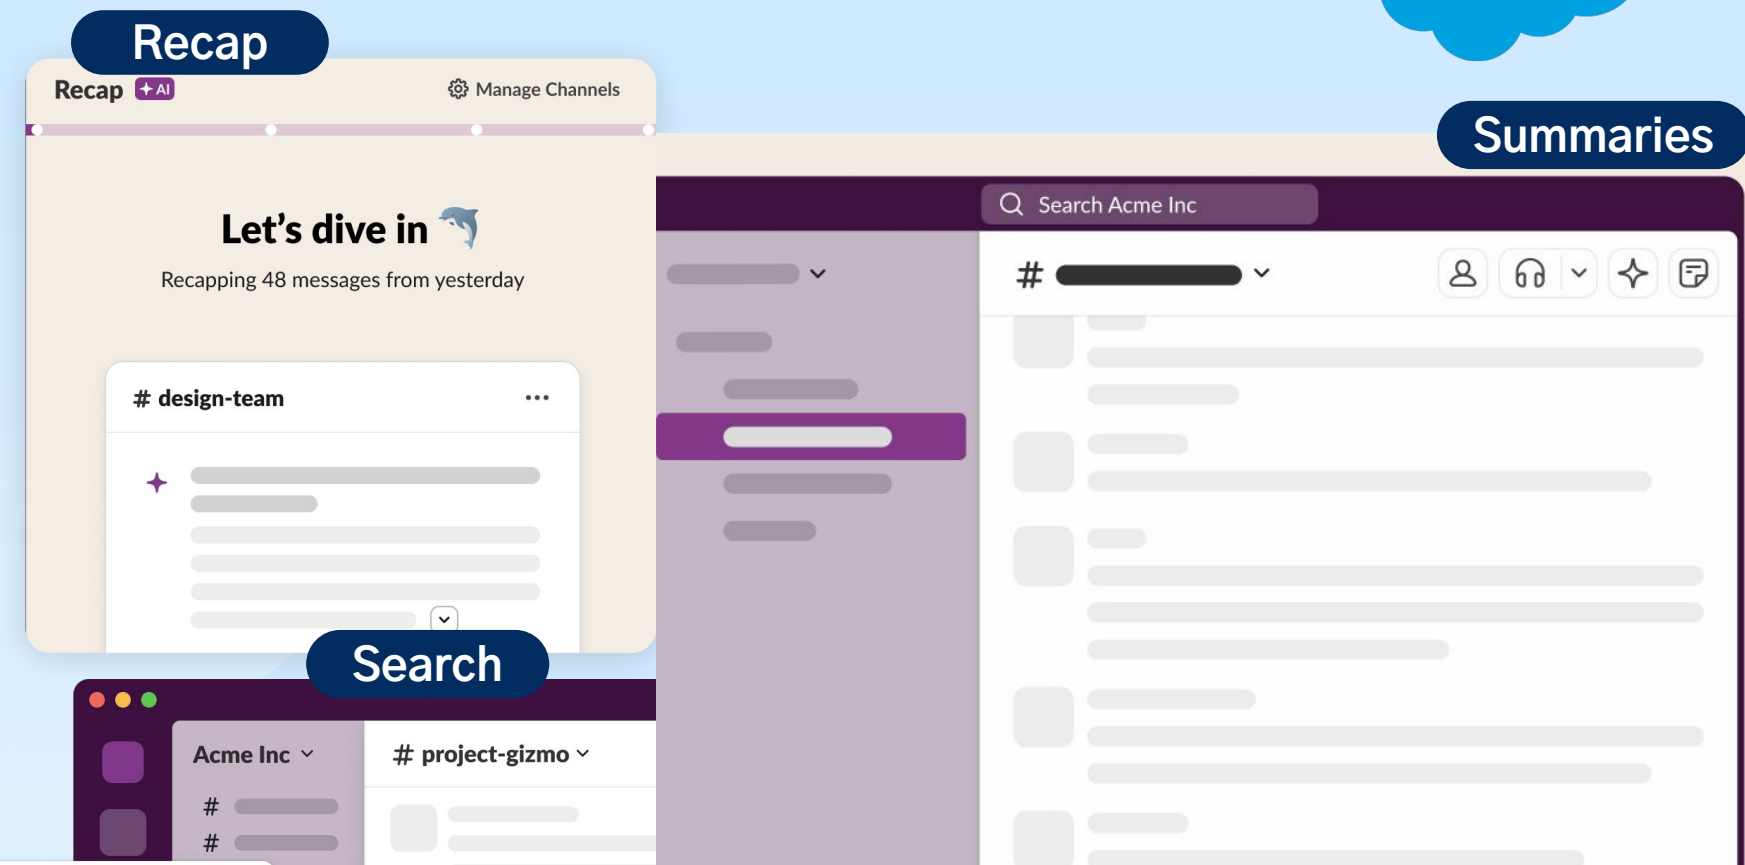 Recap
Recap AI
Manage Channels
Let's dive in
Recapping 48 messages from yesterday
# design-team
Summaries
Search Acme Inc
#
Search
Acme Inc
# project-gizmo
#
#